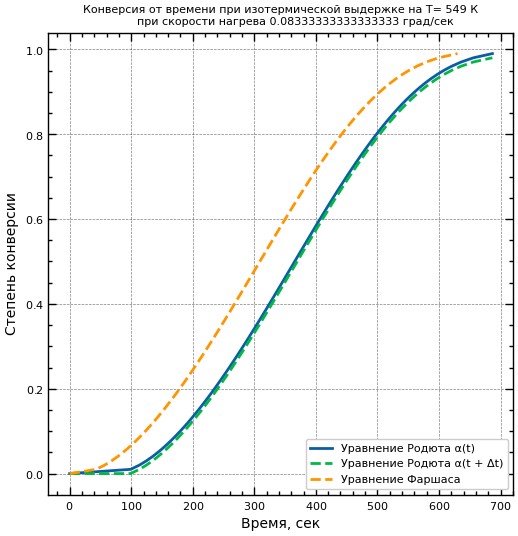 Конверсия от времени при изотермической выдержке на T= 549 К
при скорости нагрева 0.08333333333333333 град/сек
1.0
0.8
0.6
0.4
0.2
0.0
Степень конверсии
Уравнение Родюта α(t)
Уравнение Родюта α(t + Δt)
Уравнение Фаршаса
0 100 200 300 400 500 600 700
Время, сек